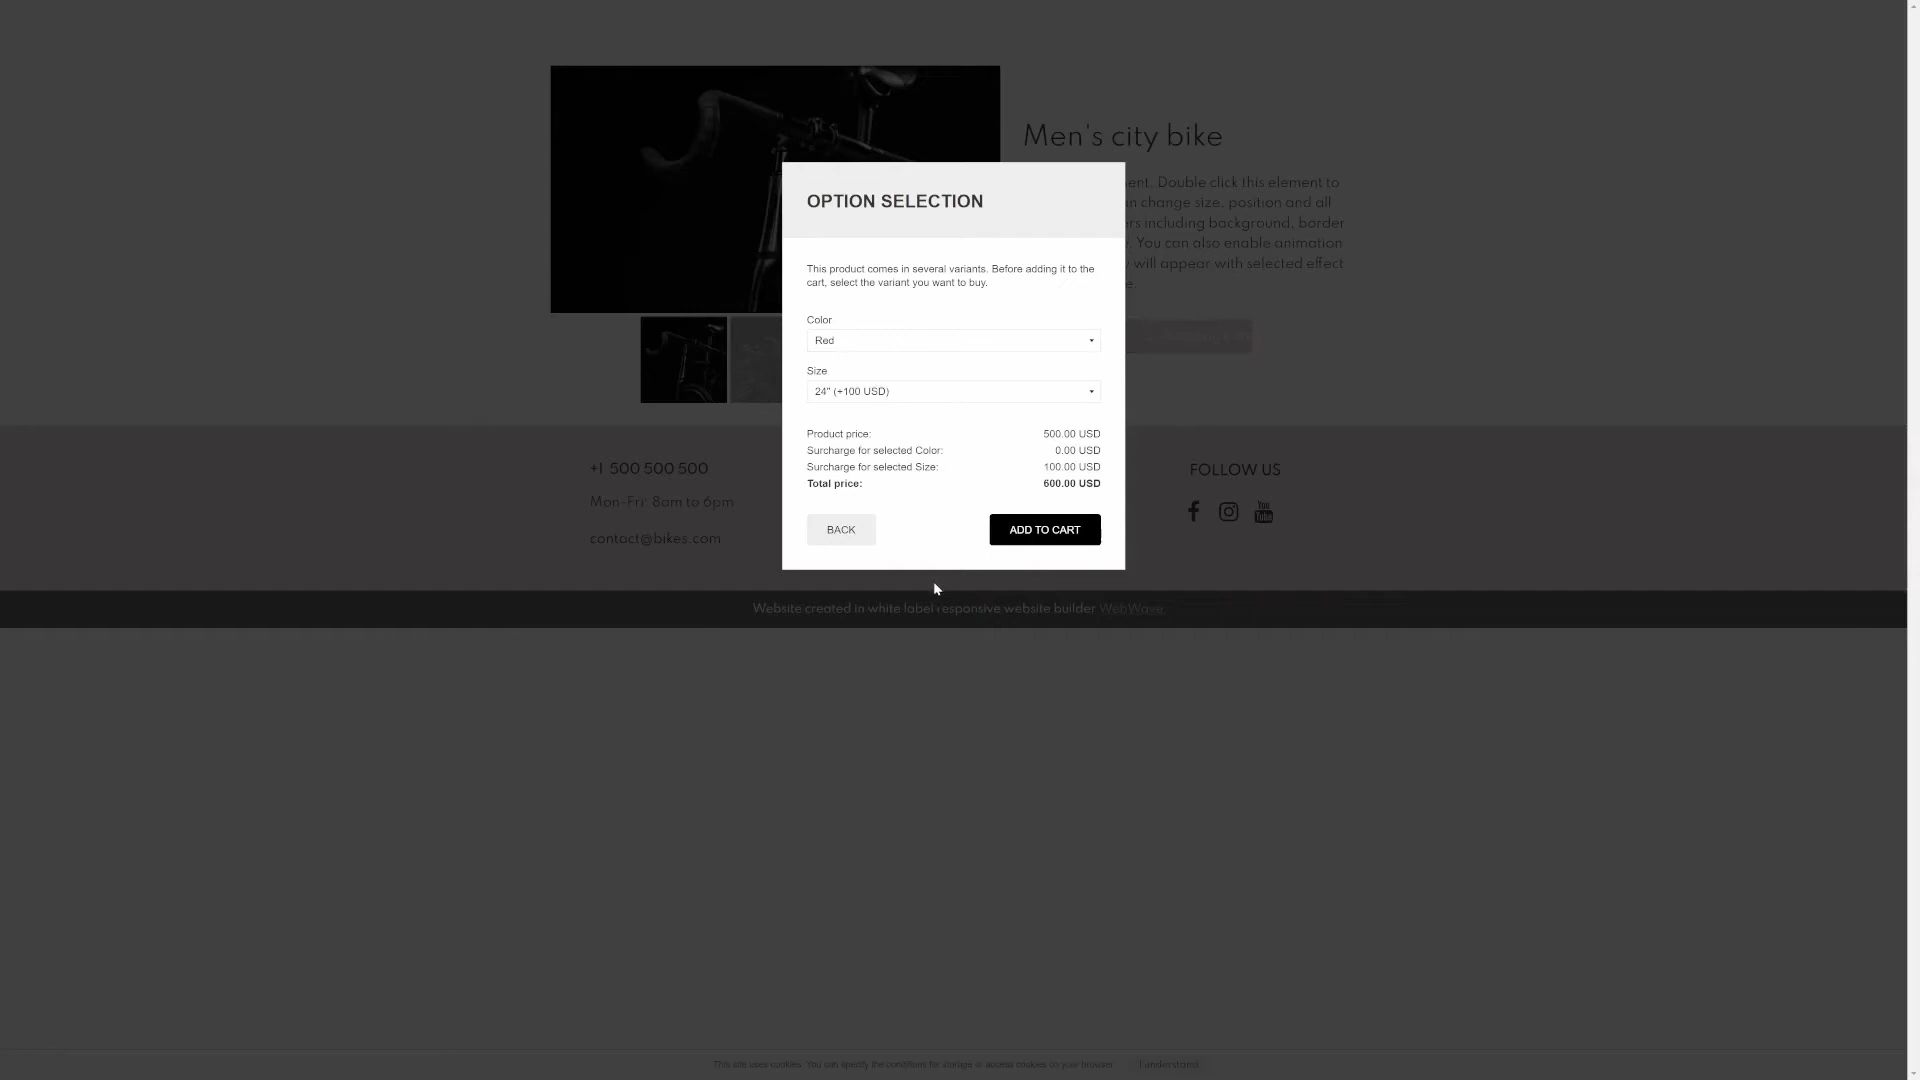 Men's city bike
ent. Double click this element to
n change size, position and all
rs including background, border
. You can also enable animation
will appear with selected effect
e.
OPTION SELECTION
This product comes in several variants. Before adding it to the
cart, select the variant you want to buy.
Color
Red
Size
24" (+100 USD)
Product price: 500.00 USD
Surcharge for selected Color: 0.00 USD
Surcharge for selected Size: 100.00 USD
Total price: 600.00 USD
BACK
ADD TO CART
+1 500 500 500
Mon-Fri: 8am to 6pm
contact@bikes.com
FOLLOW US
You
Tube
Website created in white label responsive website builder WebWave.
This site uses cookies. You can specify the conditions for storage or access cookies on your browser
I understand